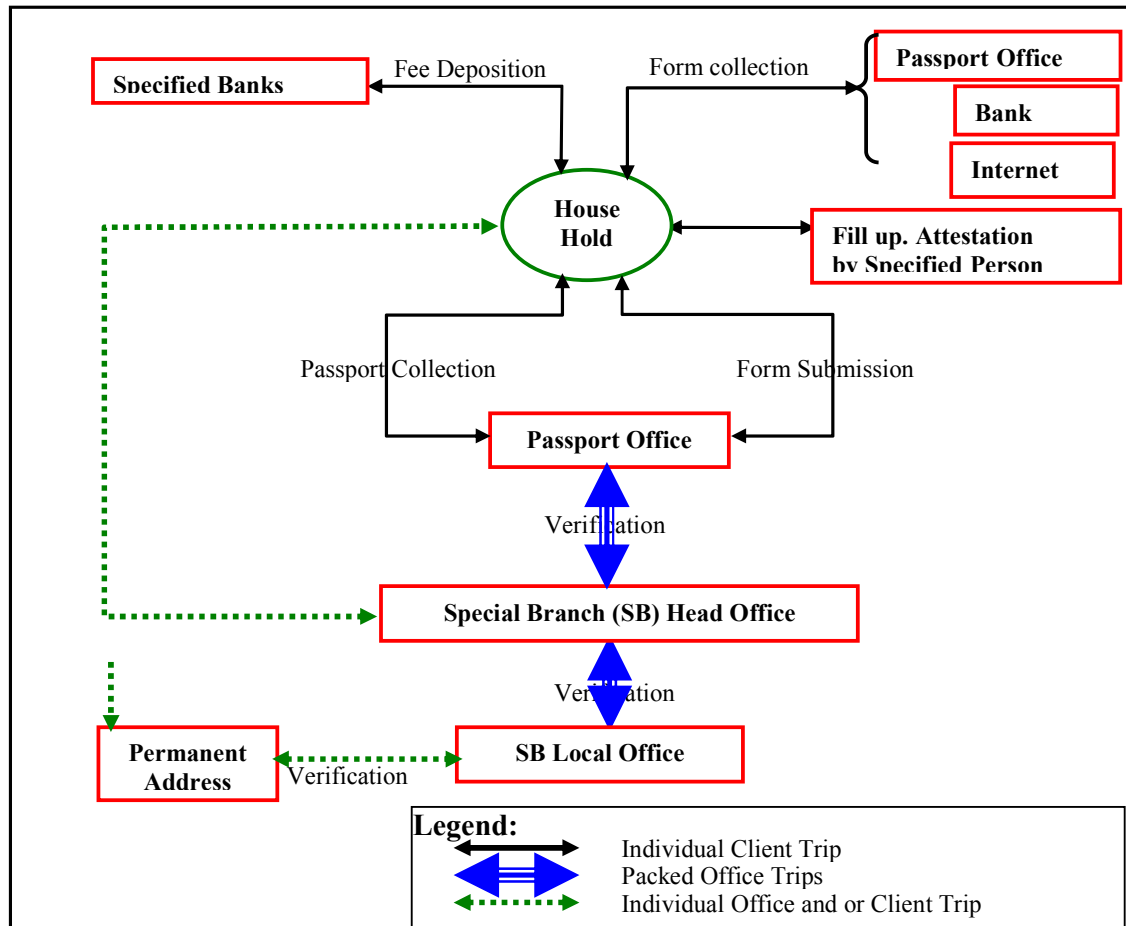 Specified Banks
Fee Deposition
Form collection
Passport Office
Bank
Internet
House
Hold
Fill up. Attestation
by Specified Person
Passport Collection
Form Submission
Passport Office
Verification
Special Branch (SB) Head Office
Verification
Permanent
Address
Verification
SB Local Office
Legend:
Individual Client Trip
Packed Office Trips
Individual Office and or Client Trip